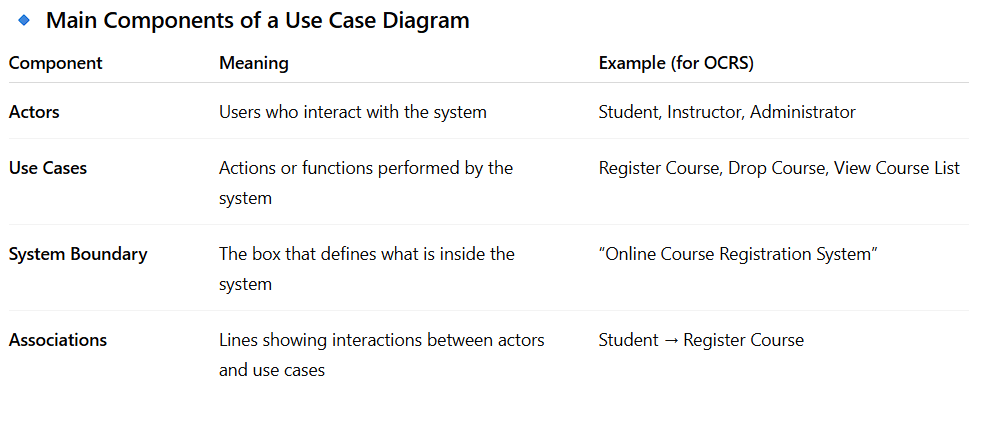 Main Components of a Use Case Diagram
Component Meaning Example (for OCRS)
Actors Users who interact with the system Student, Instructor, Administrator
Use Cases Actions or functions performed by the Register Course, Drop Course, View Course List
system
System Boundary The box that defines what is inside the “Online Course Registration System”
system
Associations Lines showing interactions between actors Student → Register Course
and use cases